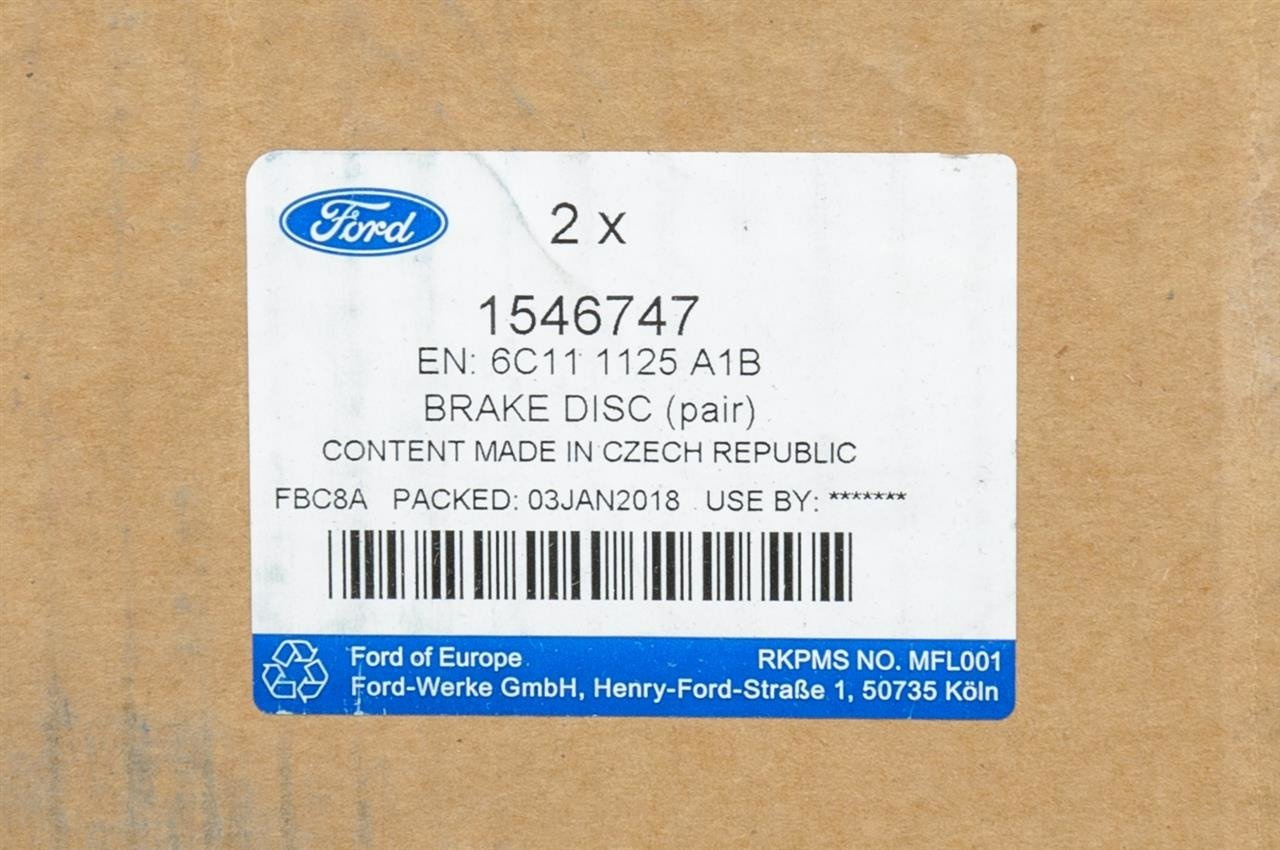 Ford
2 x
1546747
EN: 6C11 1125 A1B
BRAKE DISC (pair)
CONTENT MADE IN CZECH REPUBLIC
FBC8A PACKED: 03JAN2018 USE BY: *******
Ford of Europe RKPMS NO. MFL001
Ford-Werke GmbH, Henry-Ford-Straße 1, 50735 Köln